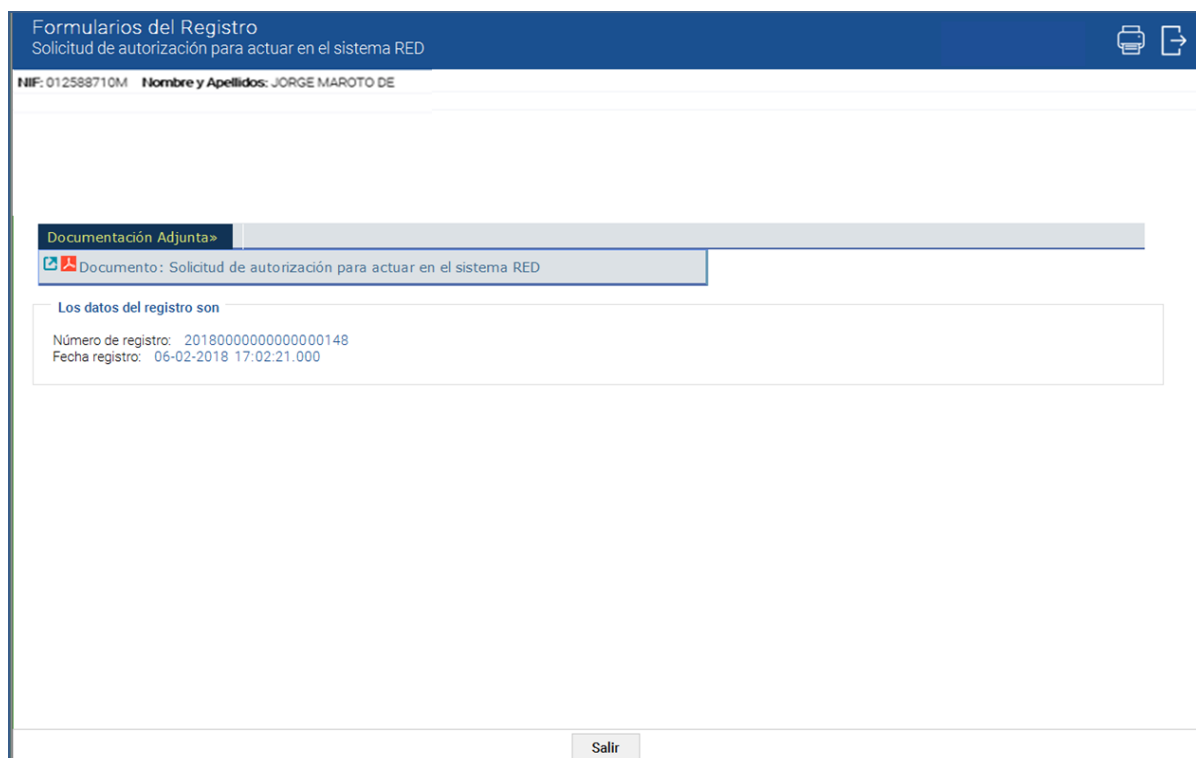 Formularios del Registro
Solicitud de autorización para actuar en el sistema RED
NIF: 012588710M Nombre y Apellidos: JORGE MAROTO DE
Documentación Adjunta»
Documento: Solicitud de autorización para actuar en el sistema RED
Los datos del registro son
Número de registro: 20180000000000000148
Fecha registro: 06-02-2018 17:02:21.000
Salir